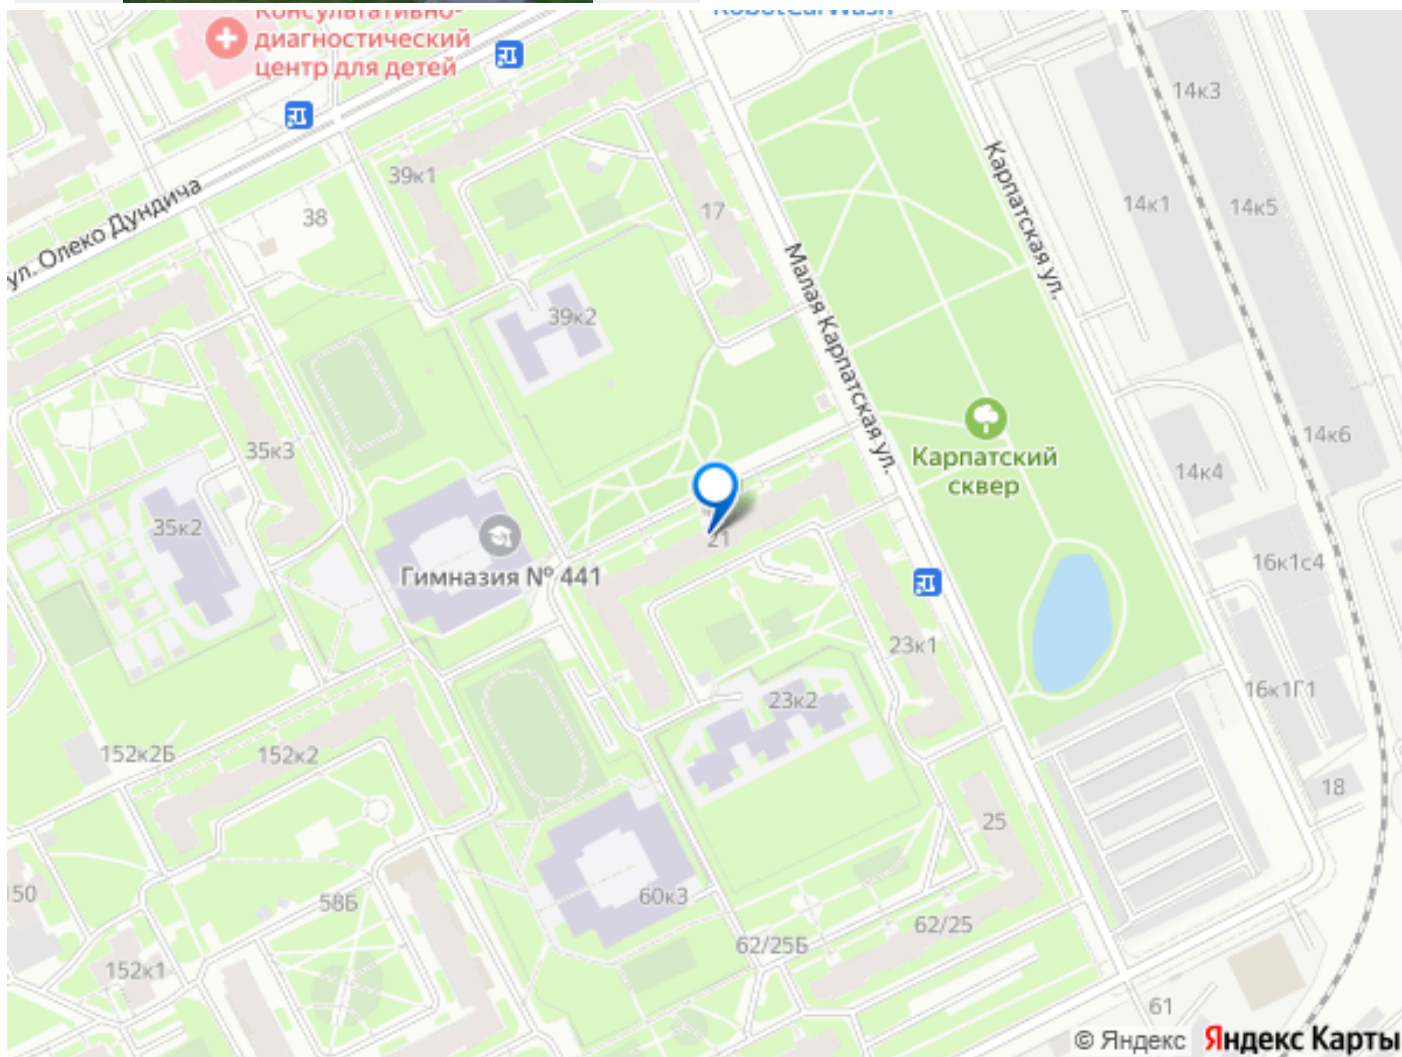 Консультативно-
диагностический
центр для детей
RobotCarWash
14к3
39к1
Карпатская ул.
14к1
14к5
ул. Олеко Дундича
38
17
39к2
Малая Карпатская ул.
14к6
35к3
Карпатский
сквер
14к4
35к2
21
Гимназия № 441
16к1с4
23к1
23к2
16к1Г1
152к2Б
152к2
18
25
150
58Б
60к3
62/25
62/25Б
152к1
61
© Яндекс Яндекс Карты